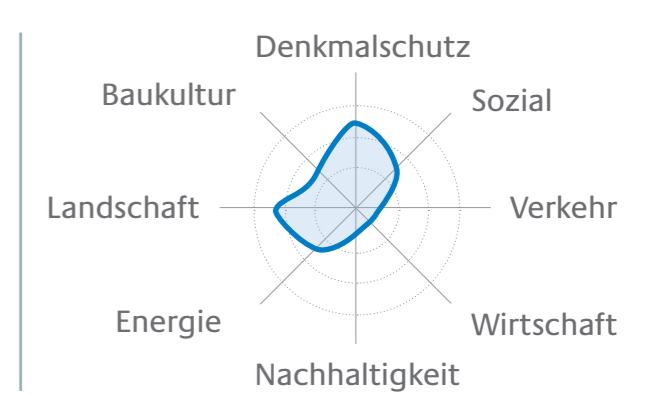 Denkmalschutz
Baukultur
Sozial
Landschaft
Verkehr
Energie
Wirtschaft
Nachhaltigkeit